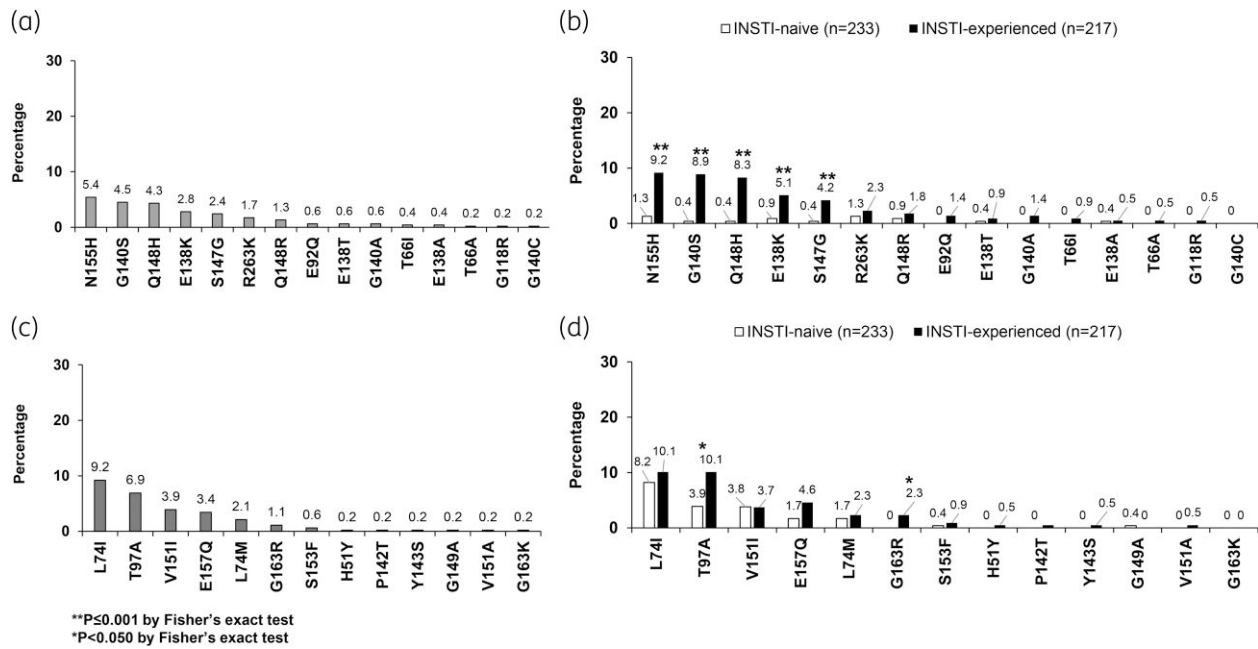 (a)
Percentage
30
20
10
0
5.4 4.5 4.3 2.8 2.4 1.7 1.3 0.6 0.6 0.6 0.4 0.4 0.2 0.2 0.2
N155H G140S Q148H E138K S147G R263K Q148R E92Q E138T G140A T66I E138A T66A G118R G140C
(b)
INSTI-naive (n=233) INSTI-experienced (n=217)
Percentage
30
20
10
0
** ** ** ** **
1.3 9.2 0.4 8.9 0.4 8.3 0.9 5.1 0.4 4.2 1.3 2.3 0.9 1.8 0 1.4 0.4 0.9 0 1.4 0 0.9 0.4 0.5 0 0.5 0 0.5 0
N155H G140S Q148H E138K S147G R263K Q148R E92Q E138T G140A T66I E138A T66A G118R G140C
(c)
Percentage
30
20
10
0
9.2 6.9 3.9 3.4 2.1 1.1 0.6 0.2 0.2 0.2 0.2 0.2 0.2
L74I T97A V151I E157Q L74M G163R S153F H51Y P142T Y143S G149A V151A G163K
(d)
INSTI-naive (n=233) INSTI-experienced (n=217)
Percentage
30
20
10
0
* *
8.2 10.1 3.9 10.1 3.8 3.7 1.7 4.6 1.7 2.3 0 2.3 0.4 0.9 0 0.5 0 0 0.5 0.4 0 0 0.5 0 0
L74I T97A V151I E157Q L74M G163R S153F H51Y P142T Y143S G149A V151A G163K
**P≤0.001 by Fisher's exact test
*P<0.050 by Fisher's exact test